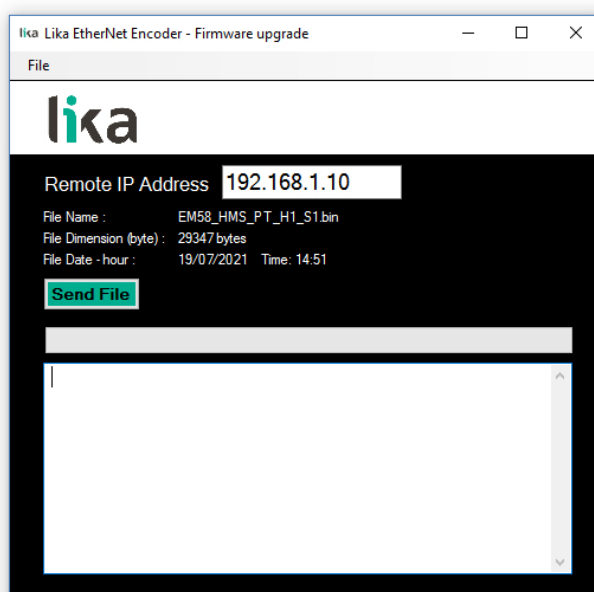 lika Lika EtherNet Encoder - Firmware upgrade
File
lika
Remote IP Address 192.168.1.10
File Name : EM58_HMS_PT_H1_S1.bin
File Dimension (byte) : 29347 bytes
File Date - hour : 19/07/2021 Time: 14:51
Send File